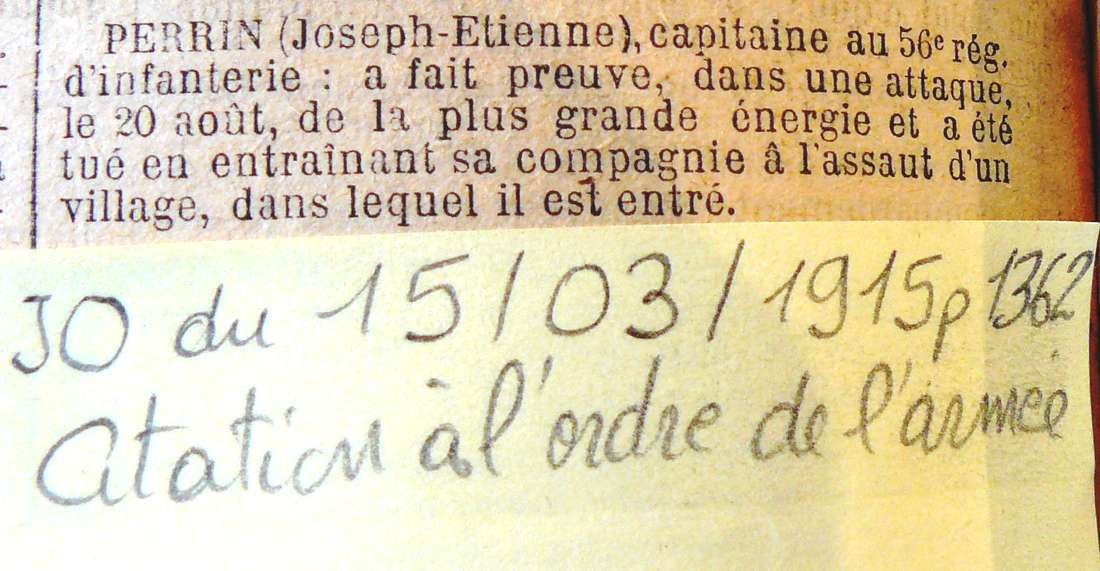 PERRIN (Joseph-Etienne), capitaine au 56e rég.
d'infanterie : a fait preuve, dans une attaque,
le 20 août, de la plus grande énergie et a été
tué en entraînant sa compagnie à l'assaut d'un
village, dans lequel il est entré.
JO du 15/03/1915 p 1362
Citation à l'ordre de l'armée